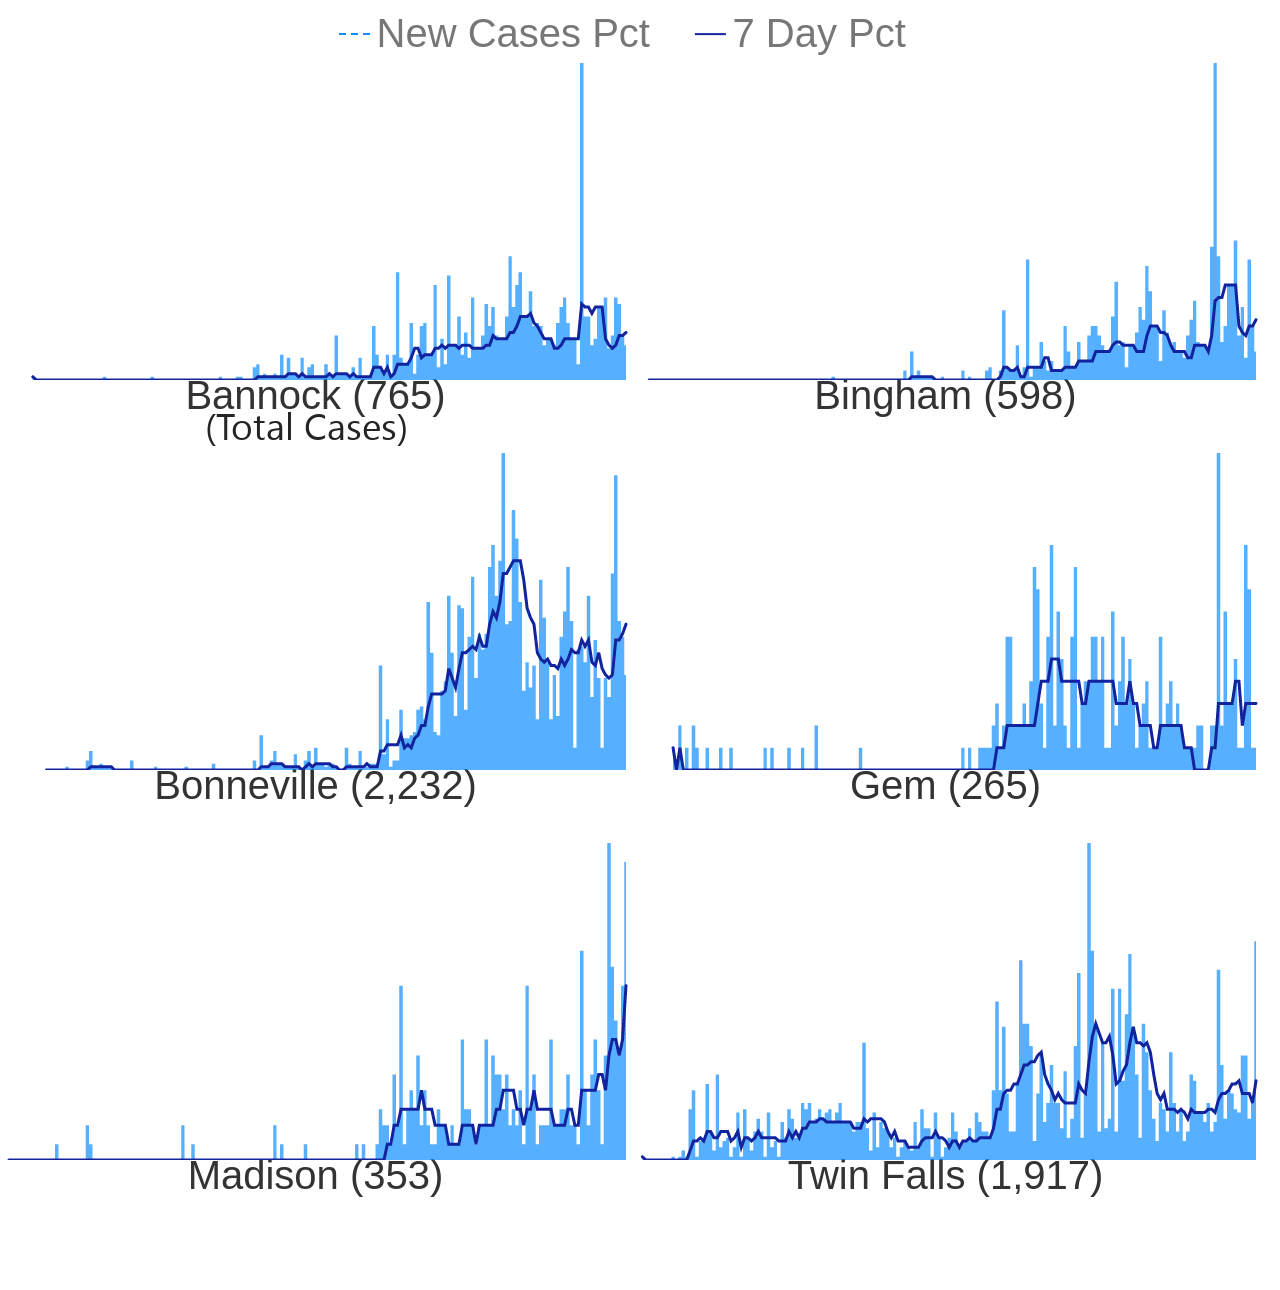 New Cases Pct 7 Day Pct
Bannock (765) Bingham (598)
(Total Cases)
Bonneville (2,232) Gem (265)
Madison (353) Twin Falls (1,917)